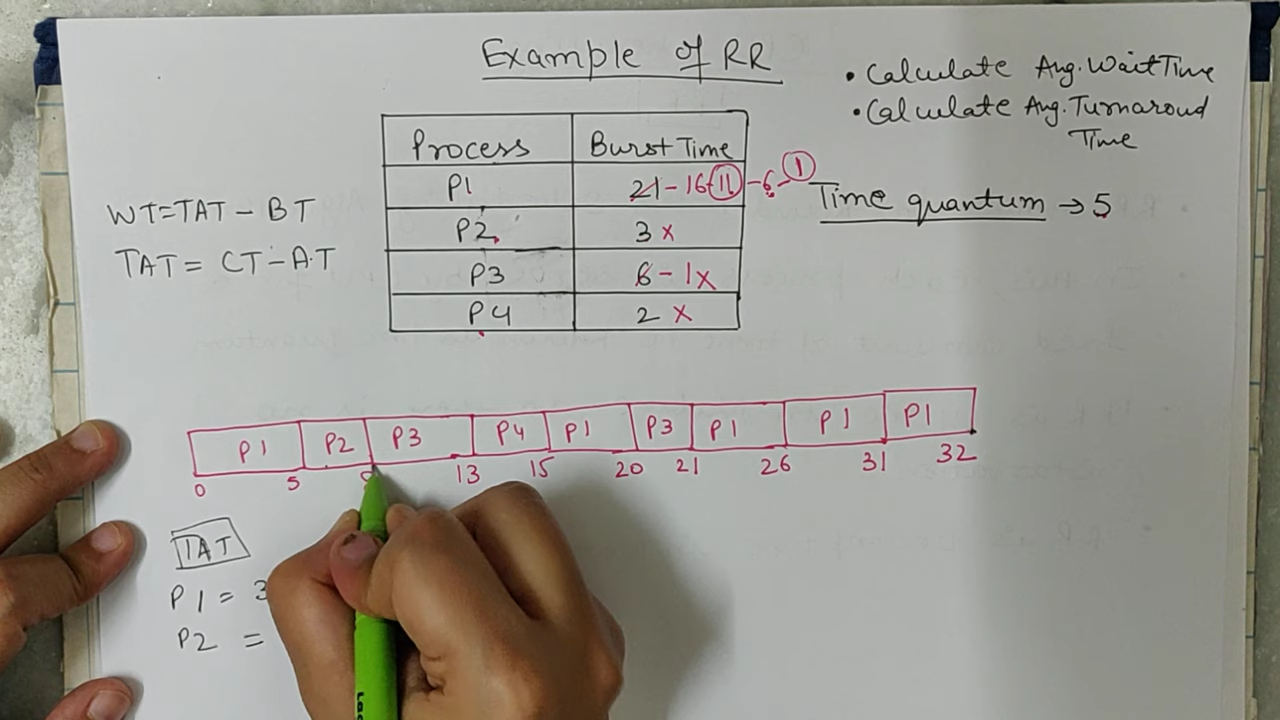 Example of RR
• Calculate Avg. Wait Time
• Calculate Avg. Turnaroud
Time
Process Burst Time
P1 21 - 16 - 11 - 6 - 1
P2 3 x
P3 6 - 1 x
P4 2 x
Time quantum → 5
WT = TAT - BT
TAT = CT - A.T
P1 P2 P3 P4 P1 P3 P1 P1 P1
0 5 13 15 20 21 26 31 32
TAT
P1 = 3
P2 =